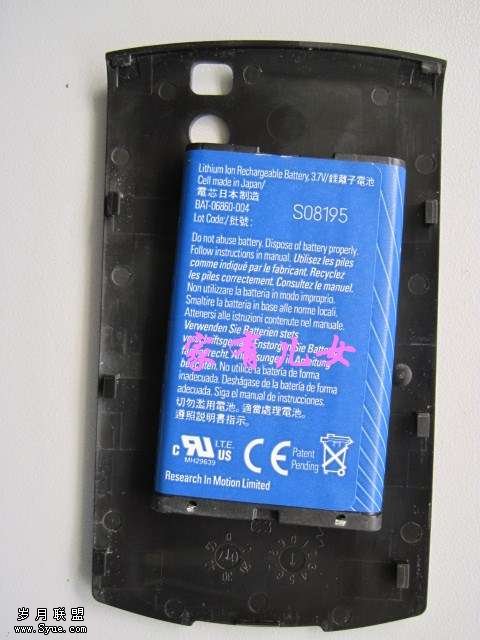 Lithium Ion Rechargeable Battery, 3.7V/鋰離子電池
Cell made in Japan/
電芯日本制造
BAT-06860-004
Lot Code:/批號: S08195
Do not abuse battery. Dispose of battery properly.
Follow instructions in manual. Utilisez les piles
comme indiqué par le fabricant. Recyclez
les piles correctement. Consultez le manuel.
Non utilizzare la batteria in modo improprio.
Smaltire la batteria in base alle norme locali.
Attenersi alle istruzioni contenute nel manuale.
Verwenden Sie Batterien stets
Entsorgen Sie
Anleitung
beachten. No utilice la batería de forma
inadecuada. Deshágase de la batería de forma
adecuada. Siga el manual de instrucciones.
切勿濫用電池。適當處理電池。
遵照說明書指示。
c RU US
I.T.E.
MH29639
CE
Patent
Pending
Research In Motion Limited
岁月联盟
www.Syue.com